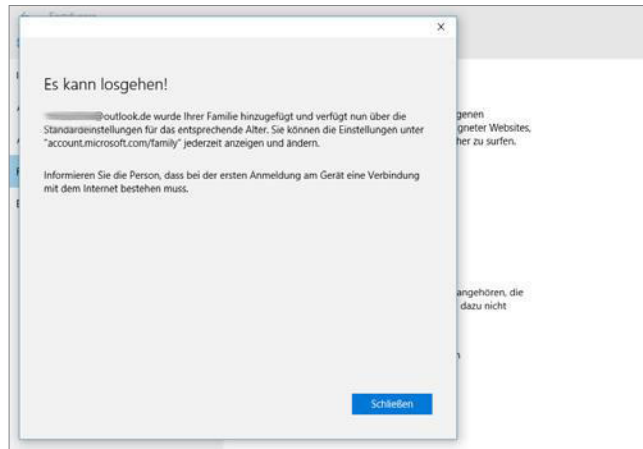 Es kann losgehen!
@outlook.de wurde Ihrer Familie hinzugefügt und verfügt nun über die
Standardeinstellungen für das entsprechende Alter. Sie können die Einstellungen unter
"account.microsoft.com/family" jederzeit anzeigen und ändern.
Informieren Sie die Person, dass bei der ersten Anmeldung am Gerät eine Verbindung
mit dem Internet bestehen muss.
Schließen
gneter Websites,
her zu surfen.
angehören, die
dazu nicht